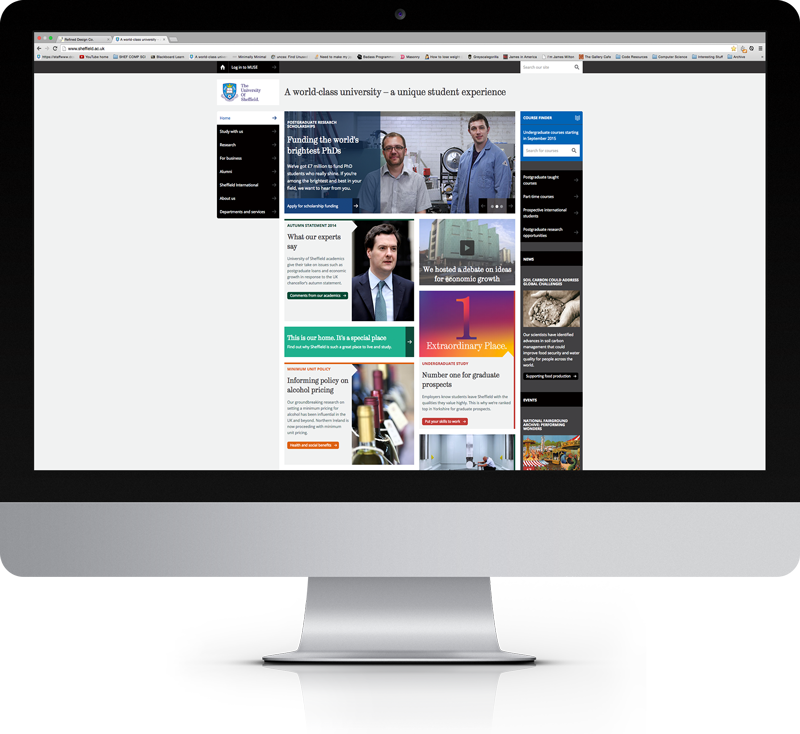 Refined Design Co.
A world-class university
www.sheffield.ac.uk
YouTube home
SHEF COMP SCI
Blackboard Learn
A world-class univer
Minimally Minimal
Need to make my
Masonry
How to lose weight
James in America
I'm James Milton
The Gallery Cafe
Code Resources
Computer Science
Interesting Stuff
Archive
Log in to MUSE
Search our site
The
University
Of
Sheffield.
A world-class university – a unique student experience
Home
Study with us
Research
For business
Alumni
Sheffield International
About us
Departments and services
POSTGRADUATE RESEARCH
SCHOLARSHIPS
Funding the world's
brightest PhDs
We've got £7 million to fund PhD
students who really shine. If you're
among the brightest and best in your
field, we want to hear from you.
Apply for scholarship funding
COURSE FINDER
Undergraduate courses starting
in September 2015
Search for courses
Postgraduate taught
courses
Part-time courses
Prospective international
students
Postgraduate research
opportunities
AUTUMN STATEMENT 2014
What our experts
say
University of Sheffield academics
give their take on issues such as
postgraduate loans and economic
growth in response to the UK
chancellor's autumn statement.
Comments from our academics
We hosted a debate on ideas
for economic growth
This is our home. It's a special place
Find out why Sheffield is such a great place to live and study.
1
Extraordinary Place.
MINIMUM UNIT POLICY
Informing policy on
alcohol pricing
Our groundbreaking research on
setting a minimum pricing for
alcohol has been influential in the
UK and beyond. Northern Ireland is
now proceeding with minimum
unit pricing.
Health and social benefits
UNDERGRADUATE STUDY
Number one for graduate
prospects
Employers know students leave Sheffield with the
qualities they value highly. This is why we're ranked
top in Yorkshire for graduate prospects.
Put your skills to work
NEWS
SOIL CARBON COULD ADDRESS
GLOBAL CHALLENGES
Our scientists have identified
advances in soil carbon
management that could
improve food security and water
quality for people across the
world.
Supporting food production
EVENTS
NATIONAL FAIRGROUND
ARCHIVE: PERFORMING
WONDERS